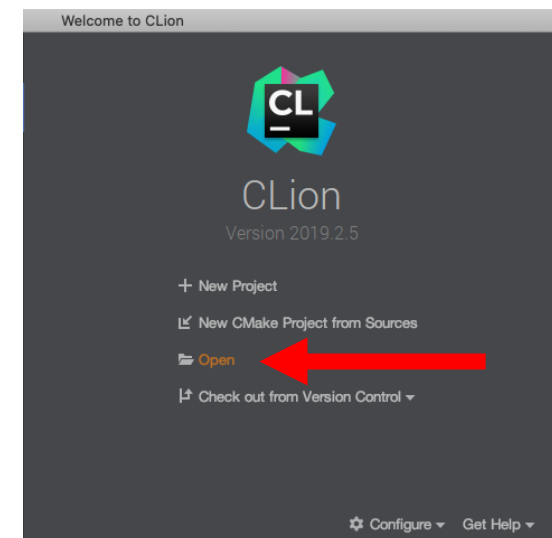 Welcome to CLion
CL
CLion
Version 2019.2.5
New Project
New CMake Project from Sources
Open
Check out from Version Control
Configure Get Help